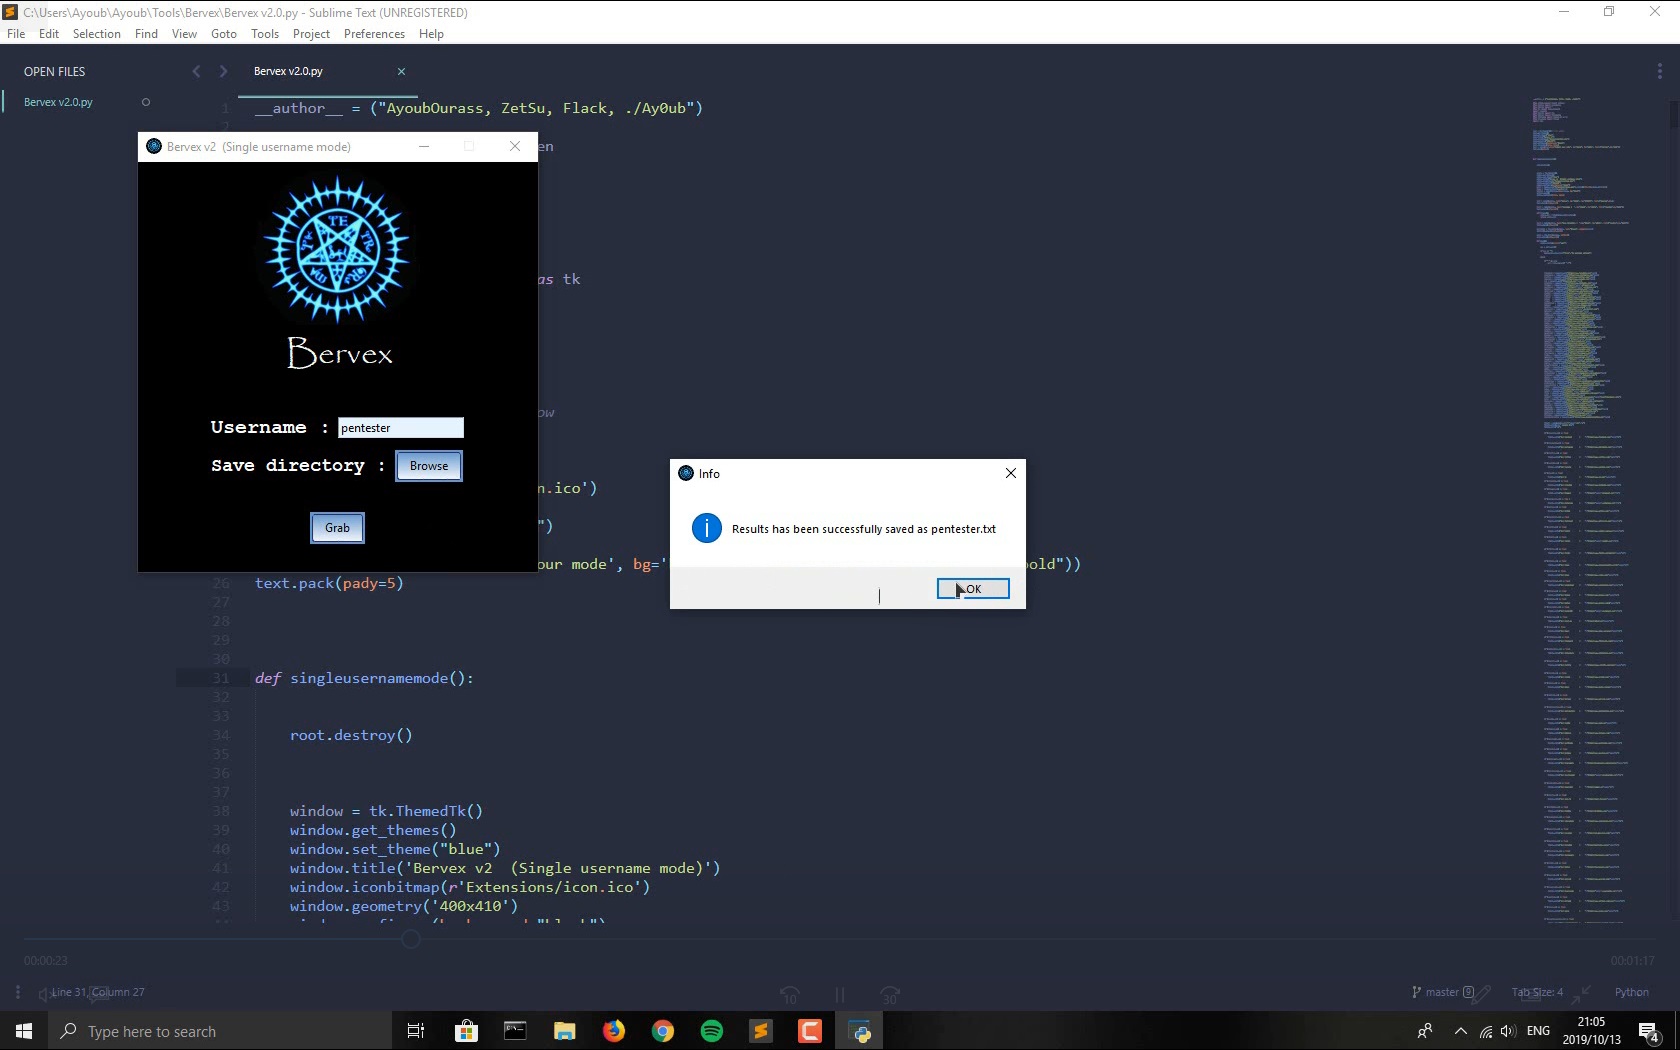 C:\Users\Ayoub\Ayoub\Tools\Bervex\Bervex v2.0.py - Sublime Text (UNREGISTERED)
File Edit Selection Find View Goto Tools Project Preferences Help
OPEN FILES
Bervex v2.0.py
Bervex v2.0.py
1 __author__ = ("AyoubOurass, ZetSu, Flack, ./Ay0ub")
2
en
as tk
ow
n.ico')
")
our mode', bg='
bold"))
Bervex v2 (Single username mode)
TE
Bervex
Username :
pentester
Save directory :
Browse
Grab
Info
Results has been successfully saved as pentester.txt
OK
26 text.pack(pady=5)
27
28
29
30
31 def singleusernamemode():
32
33
34 root.destroy()
35
36
37
38 window = tk.ThemedTk()
39 window.get_themes()
40 window.set_theme("blue")
41 window.title('Bervex v2  (Single username mode)')
42 window.iconbitmap(r'Extensions/icon.ico')
43 window.geometry('400x410')
00:00:23
00:01:17
Line 31, Column 27
10
30
master 9
Tab Size: 4
Python
Type here to search
ENG
21:05
2019/10/13
4